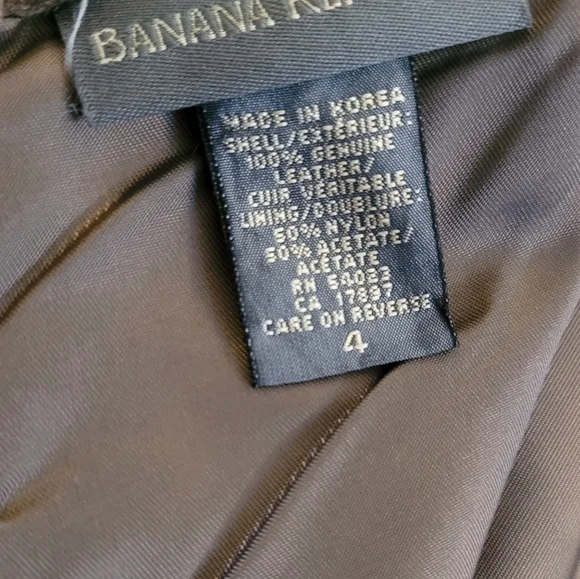 BANANA RE
MADE IN KOREA
SHELL/EXTÉRIEUR:
100% GENUINE
LEATHER/
CUIR VÉRITABLE
LINING/DOUBLURE:
50% NYLON
50% ACETATE/
ACÉTATE
RN 54023
CA 17897
CARE ON REVERSE
4